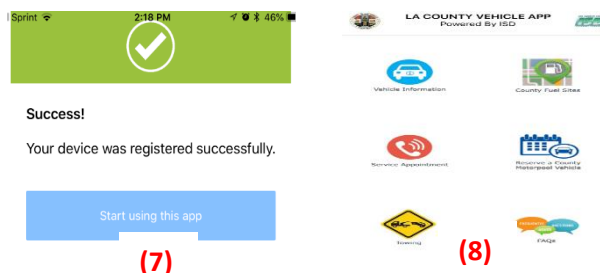 Sprint 2:18 PM 46%
Success!
Your device was registered successfully.
Start using this app
(7)
LA COUNTY VEHICLE APP
Powered By ISD
Vehicle Information
County Fuel Sites
Service Appointment
Reserve a County
Motorpool Vehicle
Towing
FAQs
(8)